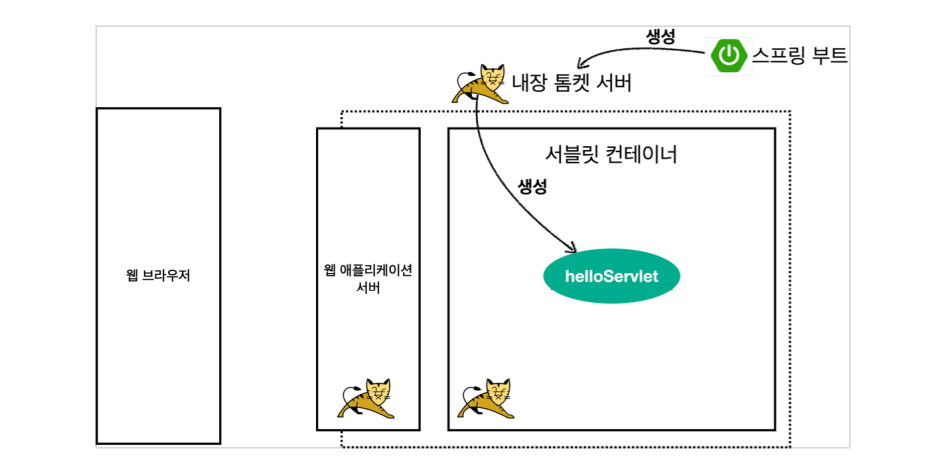 생성
스프링 부트
내장 톰켓 서버
서블릿 컨테이너
생성
웹 브라우저
웹 애플리케이션
서버
helloServlet